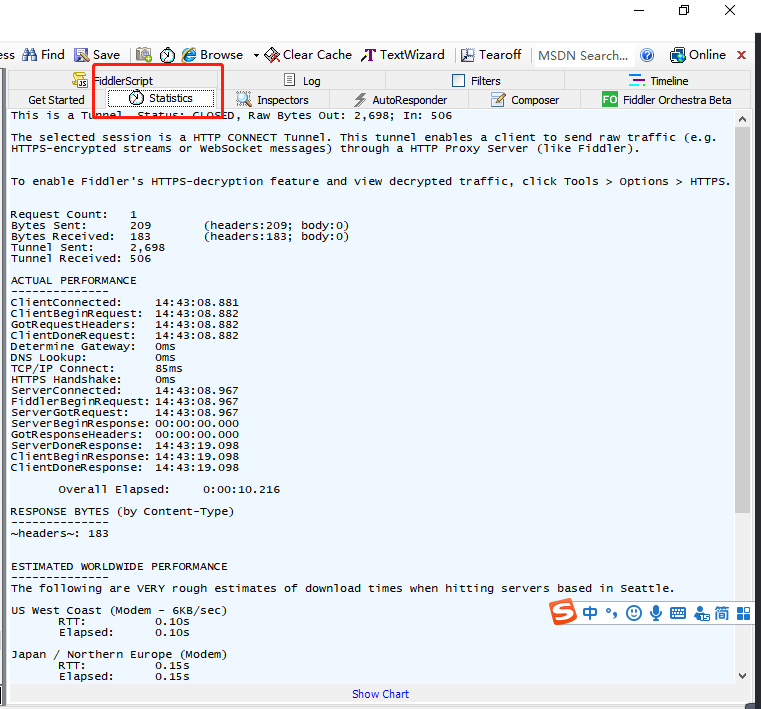 ess Find Save Browse Clear Cache TextWizard Tearoff MSDN Search... Online x
FiddlerScript Log Filters Timeline
Get Started Statistics Inspectors AutoResponder Composer FO Fiddler Orchestra Beta
This is a Tunnel. Status: CLOSED, Raw Bytes Out: 2,698; In: 506
The selected session is a HTTP CONNECT Tunnel. This tunnel enables a client to send raw traffic (e.g.
HTTPS-encrypted streams or WebSocket messages) through a HTTP Proxy Server (like Fiddler).
To enable Fiddler's HTTPS-decryption feature and view decrypted traffic, click Tools > Options > HTTPS.
Request Count: 1
Bytes Sent: 209 (headers:209; body:0)
Bytes Received: 183 (headers:183; body:0)
Tunnel Sent: 2,698
Tunnel Received: 506
ACTUAL PERFORMANCE
--------------
ClientConnected: 14:43:08.881
ClientBeginRequest: 14:43:08.882
GotRequestHeaders: 14:43:08.882
ClientDoneRequest: 14:43:08.882
Determine Gateway: 0ms
DNS Lookup: 0ms
TCP/IP Connect: 85ms
HTTPS Handshake: 0ms
ServerConnected: 14:43:08.967
FiddlerBeginRequest: 14:43:08.967
ServerGotRequest: 14:43:08.967
ServerBeginResponse: 00:00:00.000
GotResponseHeaders: 00:00:00.000
ServerDoneResponse: 14:43:19.098
ClientBeginResponse: 14:43:19.098
ClientDoneResponse: 14:43:19.098
Overall Elapsed: 0:00:10.216
RESPONSE BYTES (by Content-Type)
--------------
~headers~: 183
ESTIMATED WORLDWIDE PERFORMANCE
--------------
The following are VERY rough estimates of download times when hitting servers based in Seattle.
US West Coast (Modem - 6KB/sec)
RTT: 0.10s
Elapsed: 0.10s
S 中 °, 简
Japan / Northern Europe (Modem)
RTT: 0.15s
Elapsed: 0.15s
Show Chart